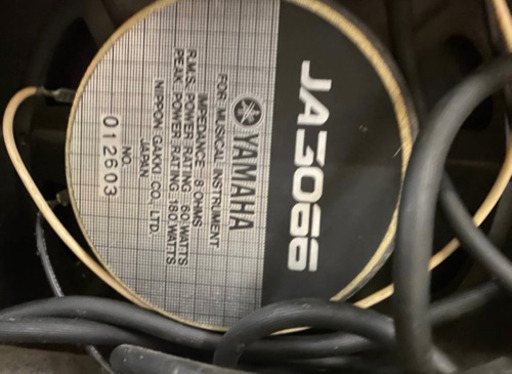 JA5066
YAMAHA
FOR MUSICAL INSTRUMENT
IMPEDANCE 8 OHMS
R.M.S. POWER RATING 60 WATTS
PEAK POWER RATING 180 WATTS
NIPPON GAKKI CO., LTD.
JAPAN
NO.
012603